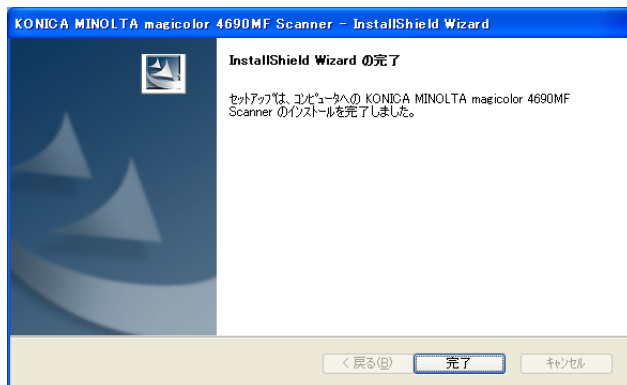 KONICA MINOLTA magicolor 4690MF Scanner - InstallShield Wizard
InstallShield Wizard の完了
セットアップは、コンピュータへの KONICA MINOLTA magicolor 4690MF
Scanner のインストールを完了しました。
< 戻る(B)
完了
キャンセル